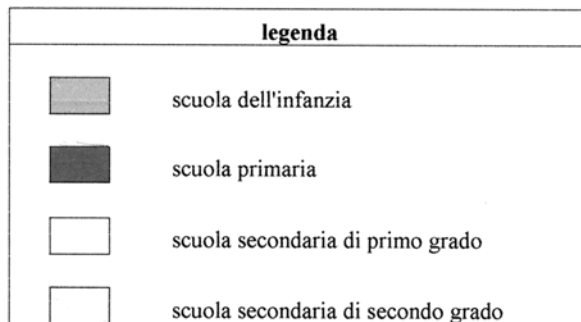 legenda
scuola dell'infanzia
scuola primaria
scuola secondaria di primo grado
scuola secondaria di secondo grado